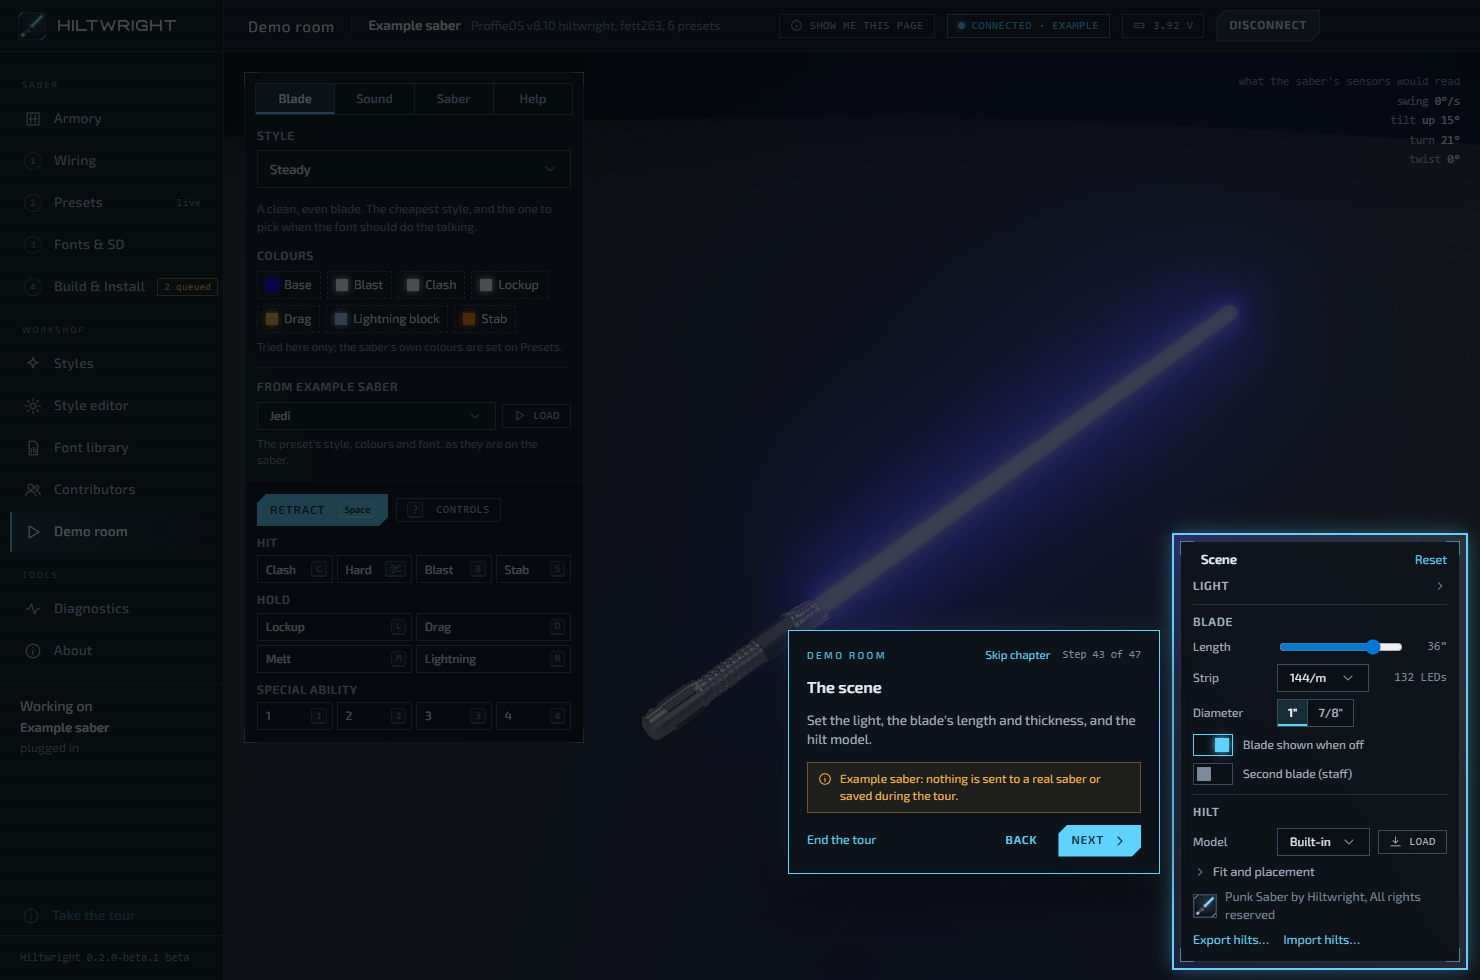 HILTWRIGHT
Demo room
Example saber ProffieOS v8.10 hiltwright, fett263, 6 presets
SHOW ME THIS PAGE
CONNECTED · EXAMPLE
3.92 V
DISCONNECT
SABER
Armory
1 Wiring
2 Presets live
3 Fonts & SD
4 Build & Install 2 queued
WORKSHOP
Styles
Style editor
Font library
Contributors
Demo room
TOOLS
Diagnostics
About
Working on
Example saber
plugged in
Take the tour
Hiltwright 0.2.0-beta.1 beta
Blade Sound Saber Help
STYLE
Steady
A clean, even blade. The cheapest style, and the one to
pick when the font should do the talking.
COLOURS
Base Blast Clash Lockup
Drag Lightning block Stab
Tried here only; the saber's own colours are set on Presets.
FROM EXAMPLE SABER
Jedi LOAD
The preset's style, colours and font, as they are on the
saber.
RETRACT Space ? CONTROLS
HIT
Clash C Hard ⇧C Blast B Stab S
HOLD
Lockup L Drag D
Melt M Lightning N
SPECIAL ABILITY
1 1 2 2 3 3 4 4
what the saber's sensors would read
swing 0°/s
tilt up 15°
turn 21°
twist 0°
DEMO ROOM Skip chapter Step 43 of 47
The scene
Set the light, the blade's length and thickness, and the
hilt model.
Example saber: nothing is sent to a real saber or
saved during the tour.
End the tour BACK NEXT
Scene Reset
LIGHT
BLADE
Length 36"
Strip 144/m 132 LEDs
Diameter 1" 7/8"
Blade shown when off
Second blade (staff)
HILT
Model Built-in LOAD
Fit and placement
Punk Saber by Hiltwright, All rights
reserved
Export hilts... Import hilts...